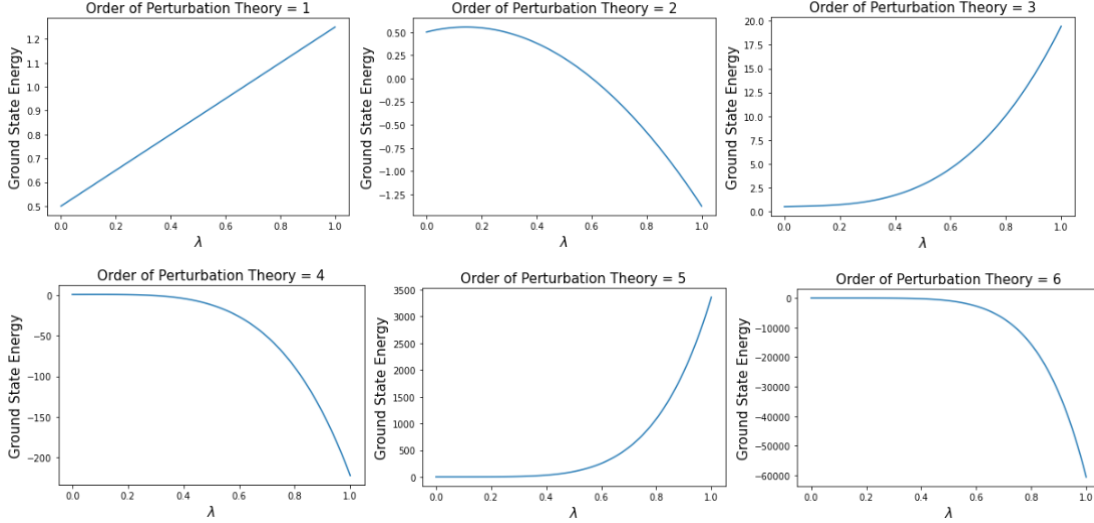 Order of Perturbation Theory = 1
Ground State Energy
1.2
1.1
1.0
0.9
0.8
0.7
0.6
0.5
0.0 0.2 0.4 0.6 0.8 1.0
λ
Order of Perturbation Theory = 2
Ground State Energy
0.50
0.25
0.00
−0.25
−0.50
−0.75
−1.00
−1.25
0.0 0.2 0.4 0.6 0.8 1.0
λ
Order of Perturbation Theory = 3
Ground State Energy
20.0
17.5
15.0
12.5
10.0
7.5
5.0
2.5
0.0
0.0 0.2 0.4 0.6 0.8 1.0
λ
Order of Perturbation Theory = 4
Ground State Energy
0
−50
−100
−150
−200
0.0 0.2 0.4 0.6 0.8 1.0
λ
Order of Perturbation Theory = 5
Ground State Energy
3500
3000
2500
2000
1500
1000
500
0
0.0 0.2 0.4 0.6 0.8 1.0
λ
Order of Perturbation Theory = 6
Ground State Energy
0
−10000
−20000
−30000
−40000
−50000
−60000
0.0 0.2 0.4 0.6 0.8 1.0
λ